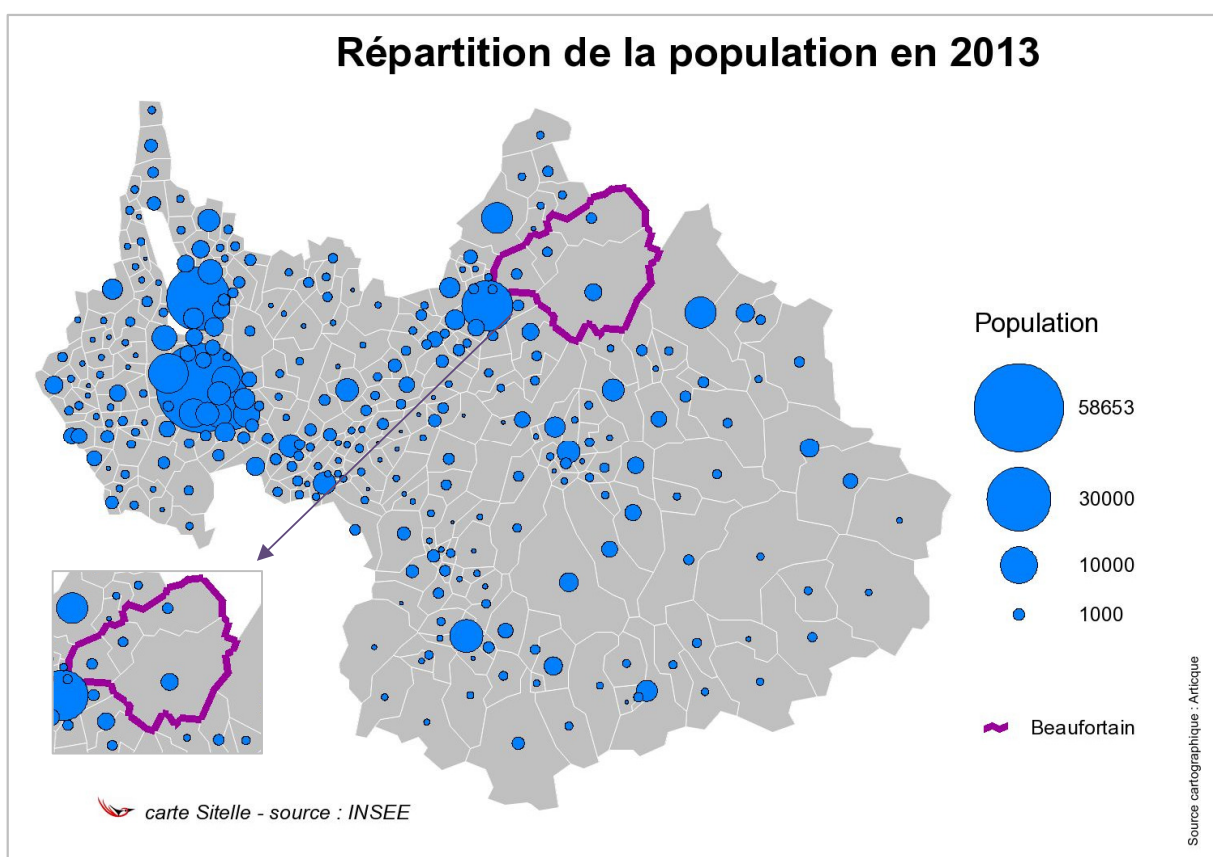 Répartition de la population en 2013
Population
58653
30000
10000
1000
Beaufortain
carte Sitelle - source : INSEE
Source cartographique : Articque